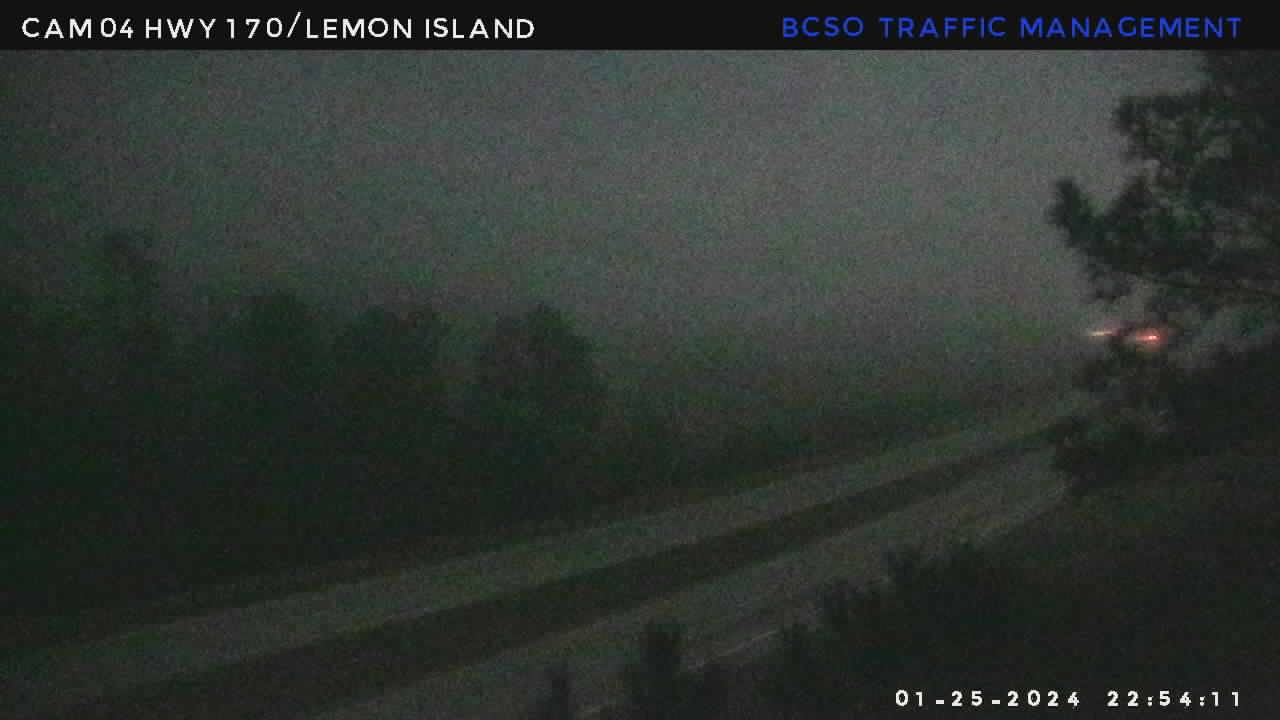 CAM04 HWY 170/LEMON ISLAND
BCSO TRAFFIC MANAGEMENT
01-25-2024 22:54:11